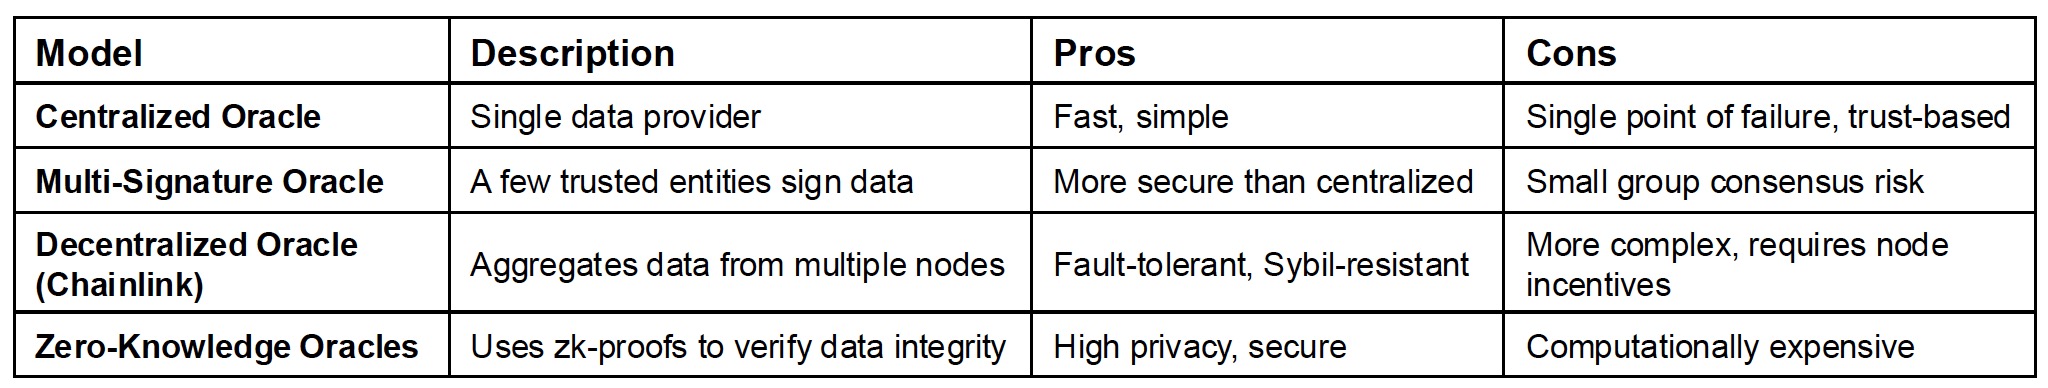 Model Description Pros Cons
Centralized Oracle Single data provider Fast, simple Single point of failure, trust-based
Multi-Signature Oracle A few trusted entities sign data More secure than centralized Small group consensus risk
Decentralized Oracle
(Chainlink) Aggregates data from multiple nodes Fault-tolerant, Sybil-resistant More complex, requires node
incentives
Zero-Knowledge Oracles Uses zk-proofs to verify data integrity High privacy, secure Computationally expensive